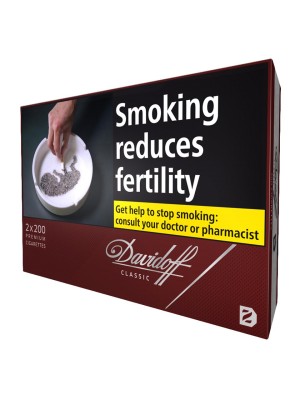 Smoking
reduces
fertility
Get help to stop smoking:
consult your doctor or pharmacist
2x200
PREMIUM
CIGARETTES
Davidoff
CLASSIC